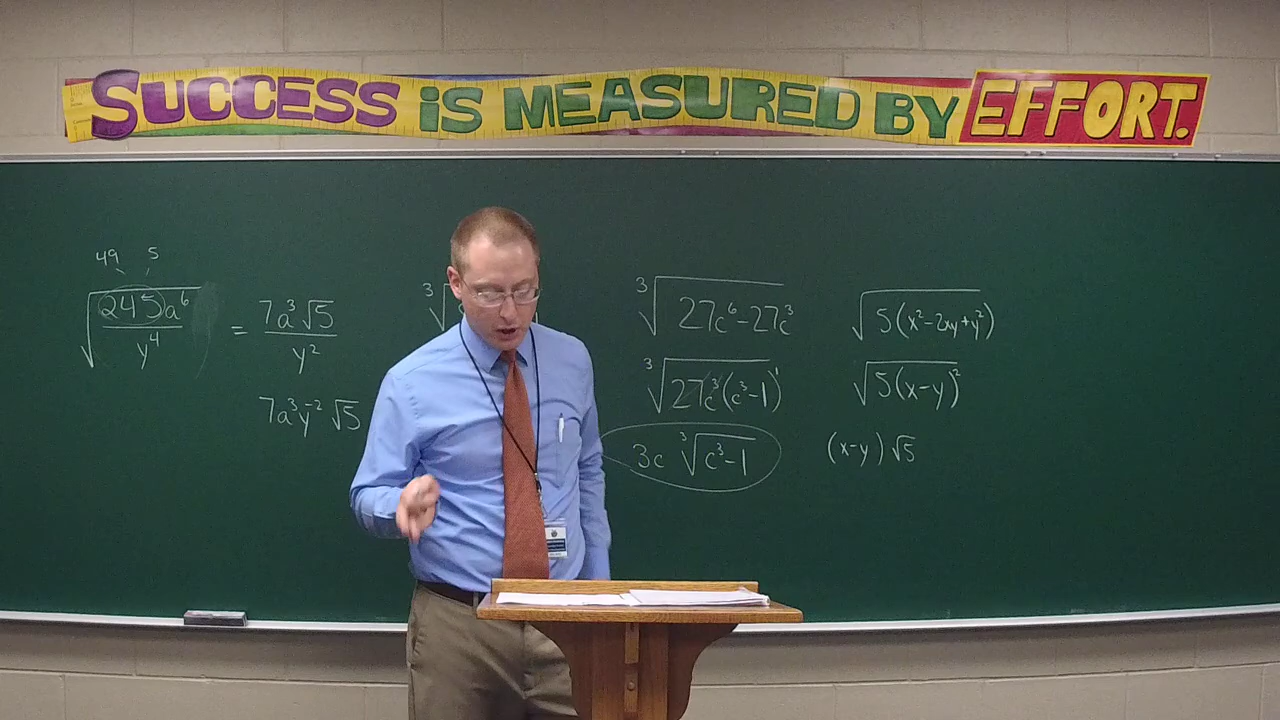 SUCCESS iS MEASURED BY EFFORT.
49 5
√(245a⁶/y⁴) = 7a³√5/y²
7a³y⁻²√5
∛
∛(27c⁶-27c³)
∛(27c³(c³-1)¹)
3c ∛(c³-1)
√(5(x²-2xy+y²))
√(5(x-y)²)
(x-y)√5